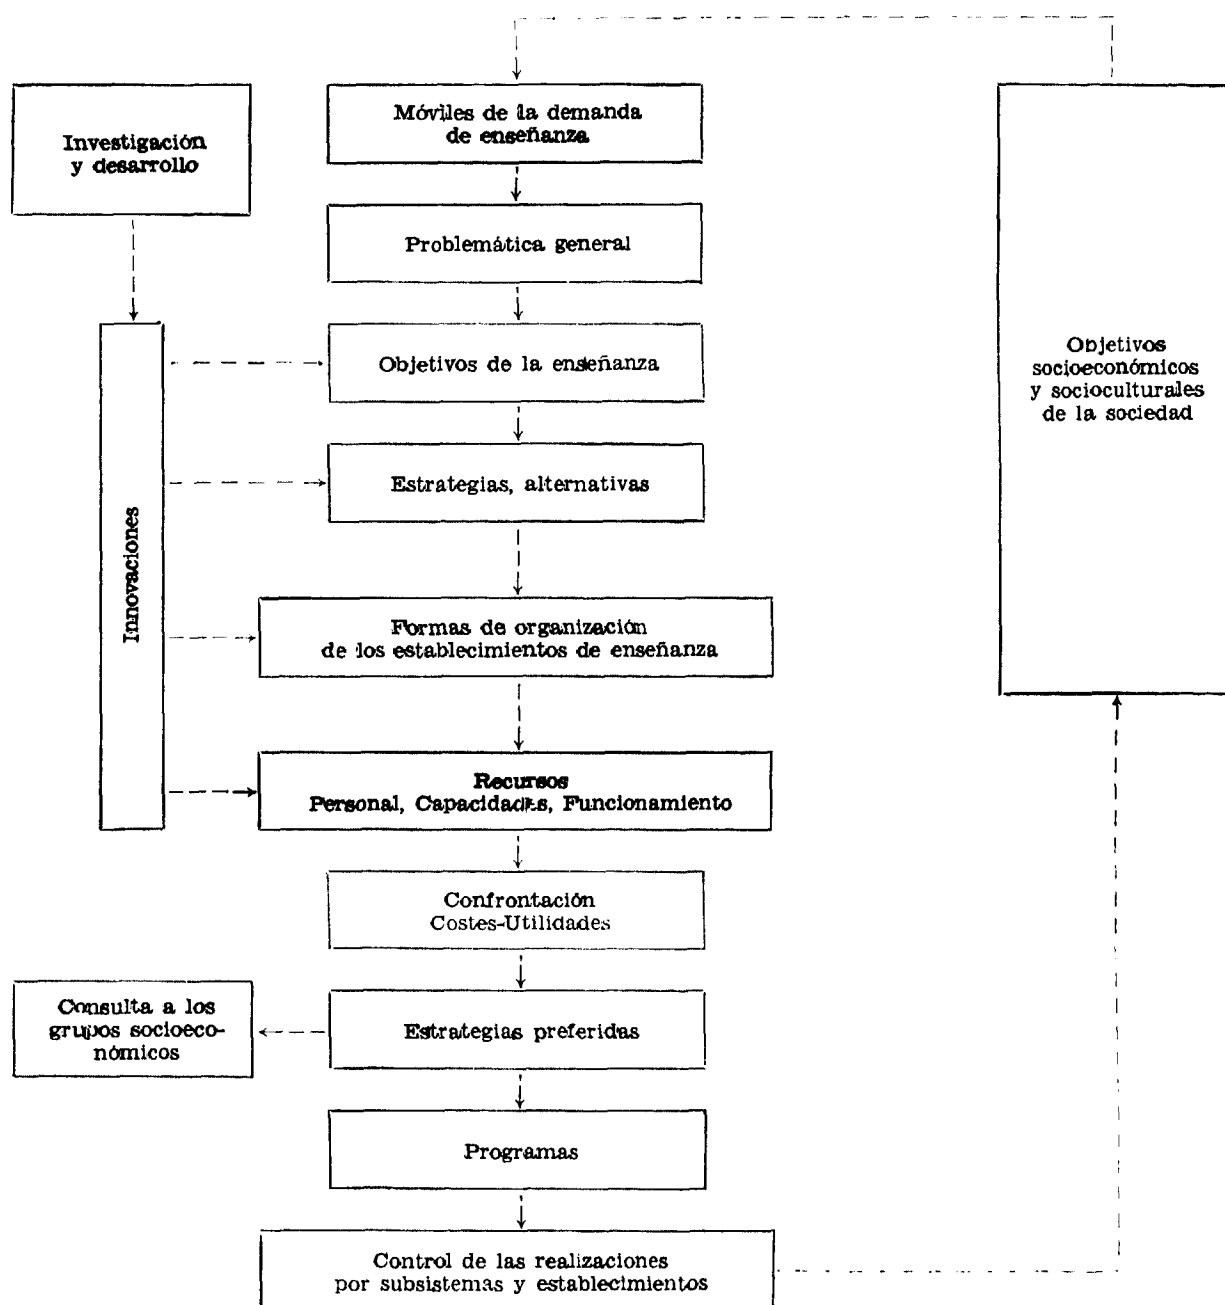 Móviles de la demanda
de enseñanza
Investigación
y desarrollo
Problemática general
Objetivos de la enseñanza
Objetivos
socioeconómicos
y socioculturales
de la sociedad
Estrategias, alternativas
Innovaciones
Formas de organización
de los establecimientos de enseñanza
Recursos
Personal, Capacidades, Funcionamiento
Confrontación
Costes-Utilidades
Consulta a los
grupos socioeco-
nómicos
Estrategias preferidas
Programas
Control de las realizaciones
por subsistemas y establecimientos